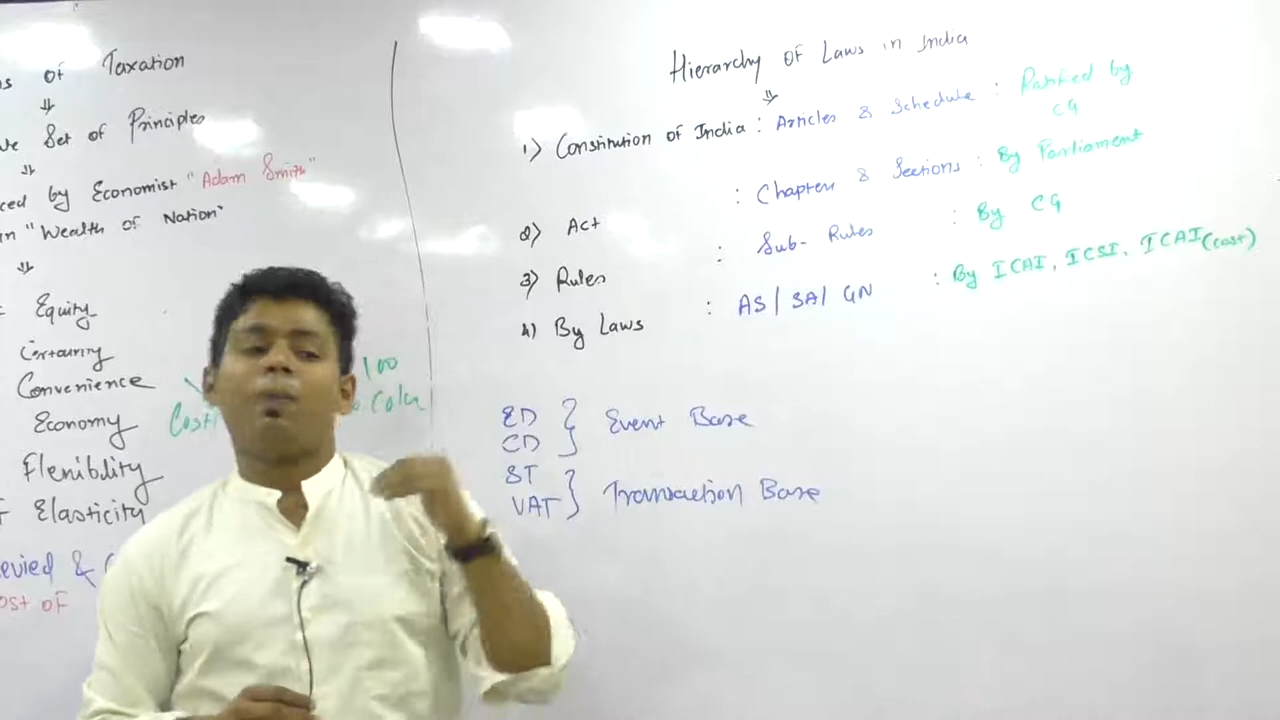 of Taxation
Set of Principles
by Economist "Adam Smith"
in "Wealth of Nation"
Equity
Certainty
Convenience
Economy
Flexibility
Elasticity
100
Hierarchy of Laws in India
1) Constitution of India : Articles & Schedule : Ratified by CG
2) Act : Chapters & Sections : By Parliament
3) Rules : Sub-Rules : By CG
4) By Laws : AS/SA/GN : By ICAI, ICSI, ICAI (cost)
ED
CD } Event Base
ST
VAT } Transaction Base